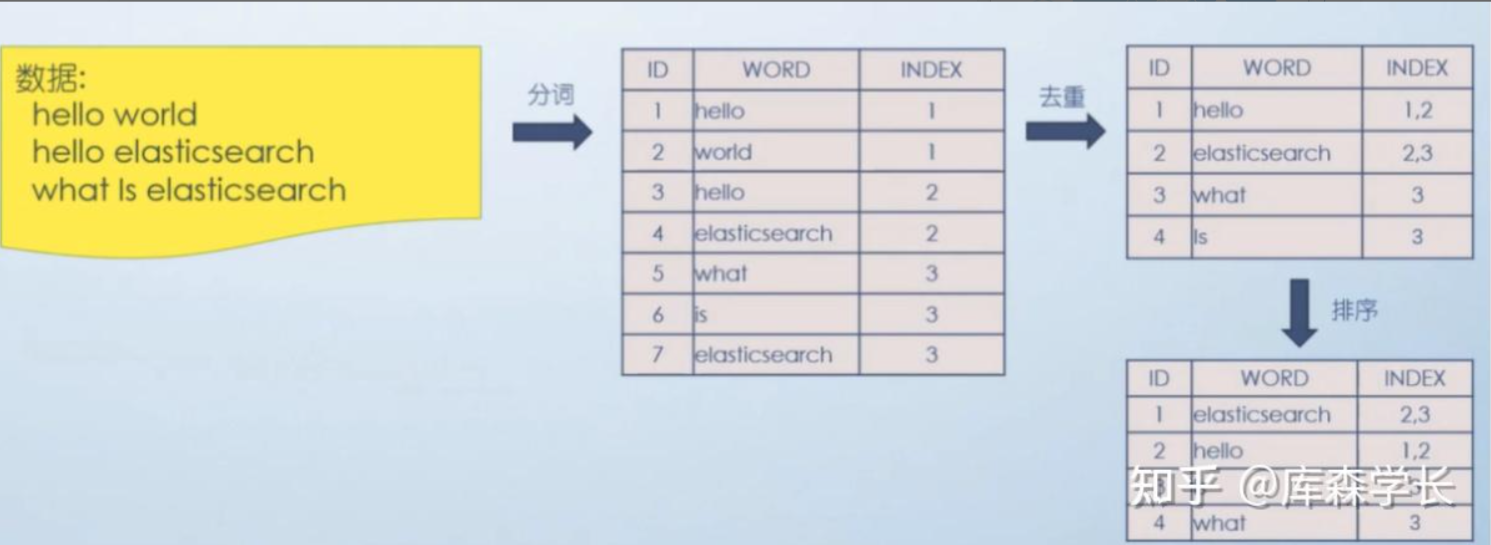 数据:
hello world
hello elasticsearch
what Is elasticsearch
分词
ID WORD INDEX
1 hello 1
2 world 1
3 hello 2
4 elasticsearch 2
5 what 3
6 is 3
7 elasticsearch 3
去重
ID WORD INDEX
1 hello 1,2
2 elasticsearch 2,3
3 what 3
4 Is 3
排序
ID WORD INDEX
1 elasticsearch 2,3
2 hello 1,2
4 what 3
知乎 @库森学长